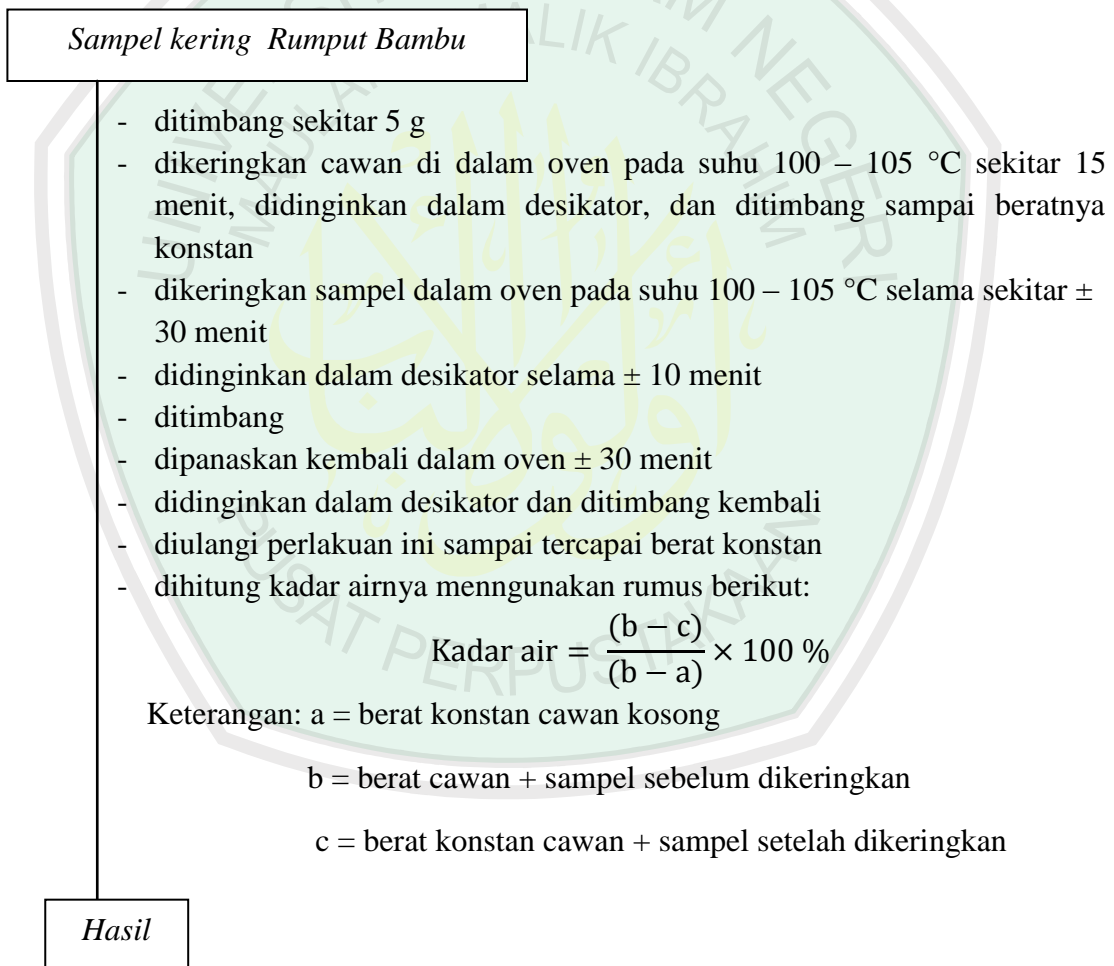 Sampel kering Rumput Bambu
- ditimbang sekitar 5 g
- dikeringkan cawan di dalam oven pada suhu 100 – 105 °C sekitar 15
menit, didinginkan dalam desikator, dan ditimbang sampai beratnya
konstan
- dikeringkan sampel dalam oven pada suhu 100 – 105 °C selama sekitar ±
30 menit
- didinginkan dalam desikator selama ± 10 menit
- ditimbang
- dipanaskan kembali dalam oven ± 30 menit
- didinginkan dalam desikator dan ditimbang kembali
- diulangi perlakuan ini sampai tercapai berat konstan
- dihitung kadar airnya menngunakan rumus berikut:
Kadar air = (b − c) / (b − a) × 100 %
Keterangan: a = berat konstan cawan kosong
b = berat cawan + sampel sebelum dikeringkan
c = berat konstan cawan + sampel setelah dikeringkan
Hasil
PUSAT PERPUSTAKAAN